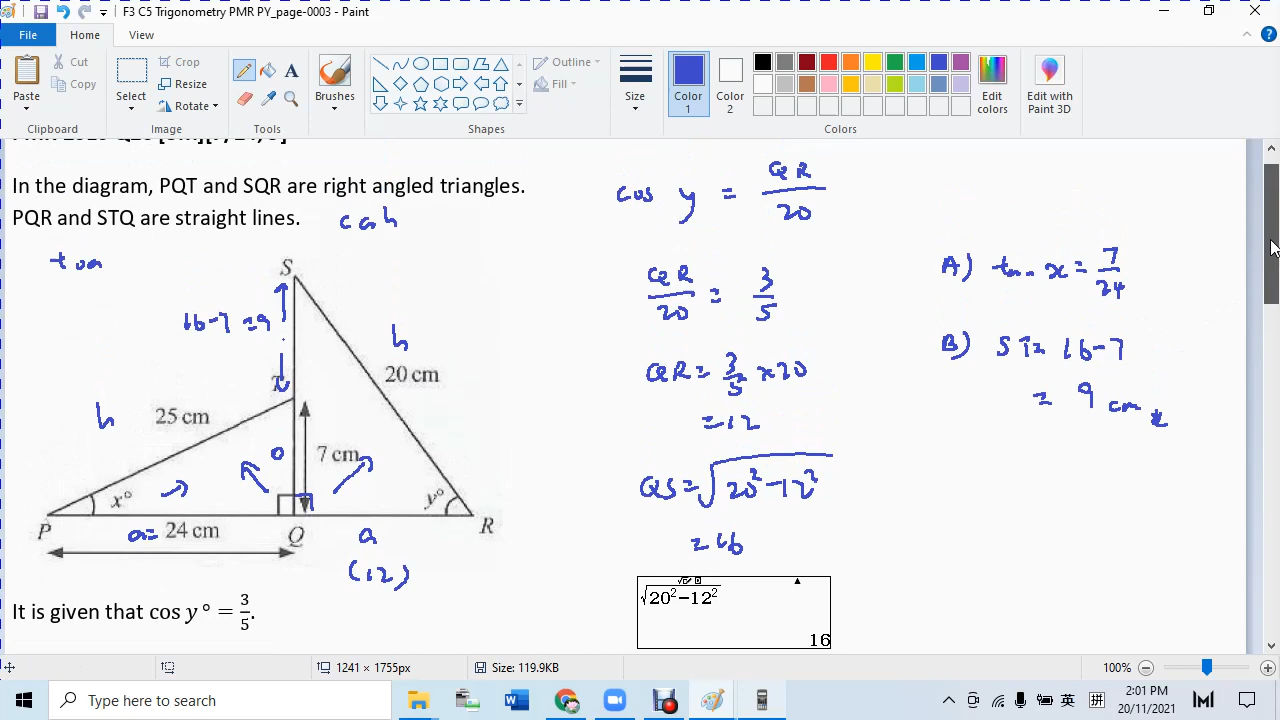 F3 C5 Trigonometry PMR PY_page-0003 - Paint
File Home View
Paste Cut Copy
Clipboard
Select Crop Resize Rotate
Image
Tools
Brushes
Outline Fill
Shapes
Size
Color 1
Color 2
Edit colors
Colors
Edit with Paint 3D
In the diagram, PQT and SQR are right angled triangles.
PQR and STQ are straight lines.
cah
toa
S
16-7 = 9
h
20 cm
T
h
25 cm
o
7 cm
x°
y°
P
a= 24 cm
Q
a
R
(12)
It is given that cos y° = 3/5.
cos y = QR/20
QR/20 = 3/5
QR = 3/5 × 20
= 12
QS = √20²-12²
= 16
√20²−12²
16
A) tan x = 7/24
B) ST = 16-7
= 9 cm
1241 × 1755px
Size: 119.9KB
100%
Type here to search
英
拼
2:01 PM
20/11/2021